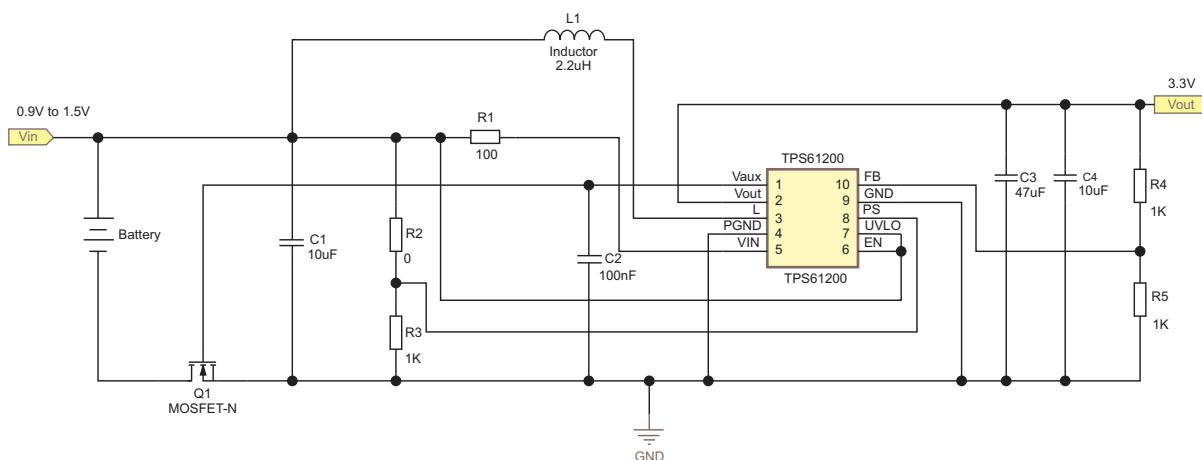 L1
Inductor
2.2uH
0.9V to 1.5V
Vin
R1
100
3.3V
Vout
TPS61200
Vaux 1 10 FB
Vout 2 9 GND
L 3 8 PS
PGND 4 7 UVLO
VIN 5 6 EN
TPS61200
C3
47uF
C4
10uF
R4
1K
Battery
C1
10uF
R2
0
C2
100nF
R3
1K
R5
1K
Q1
MOSFET-N
GND